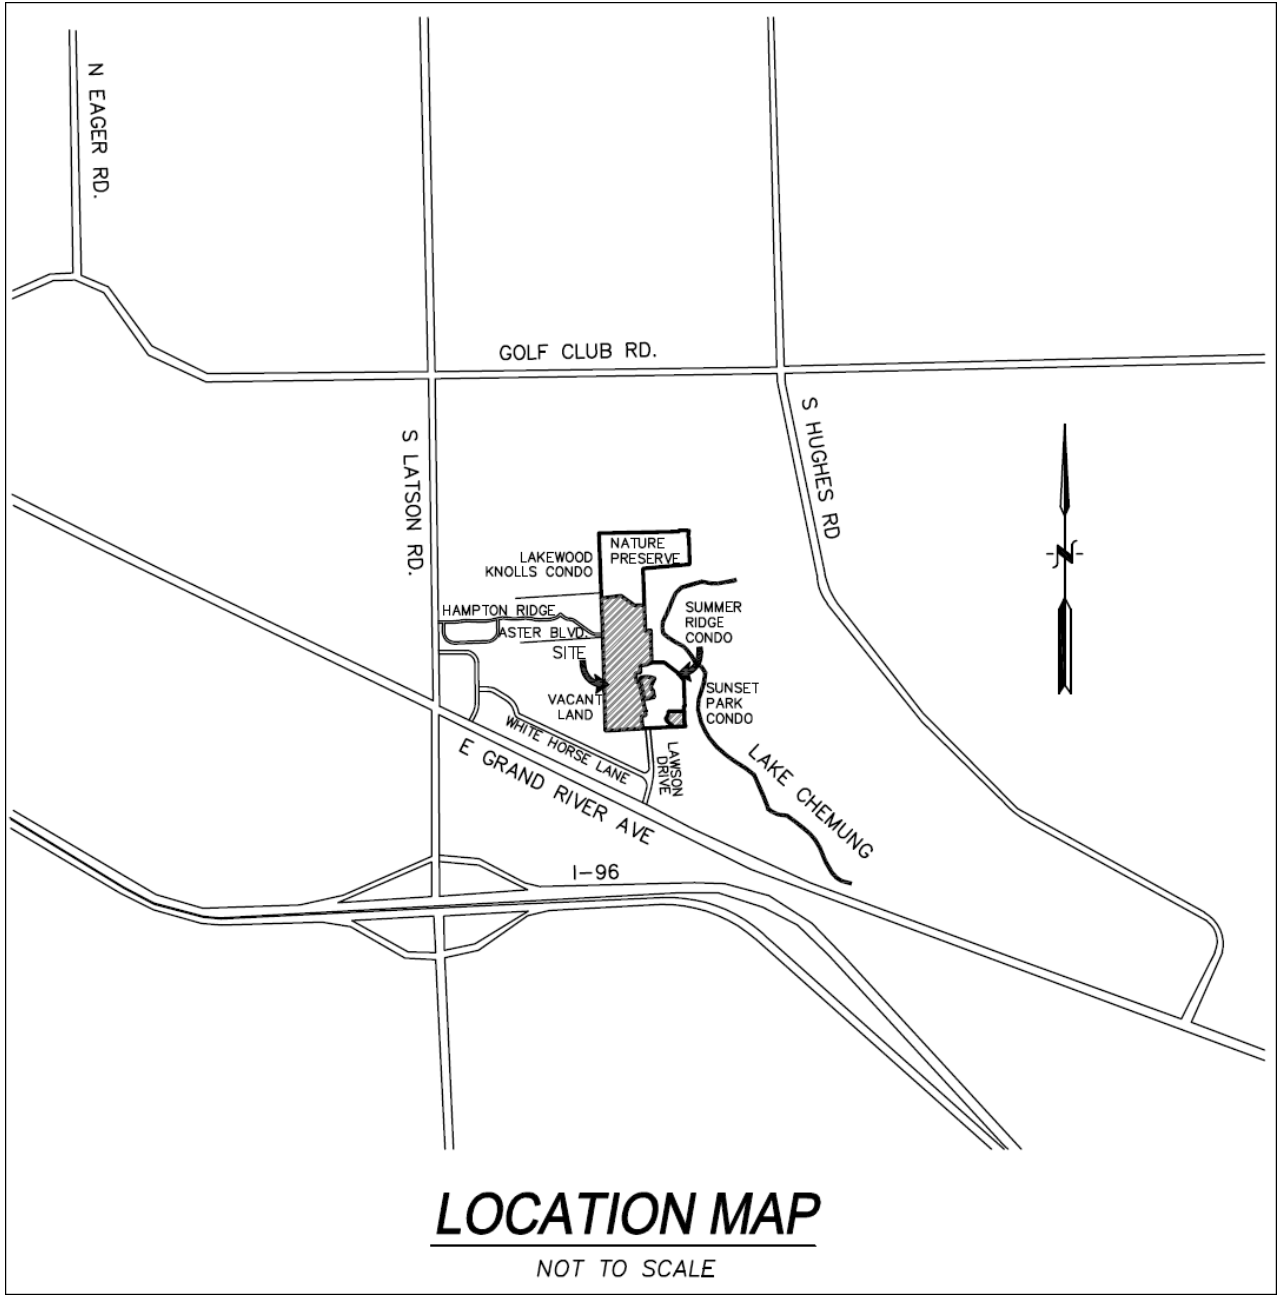 N EAGER RD.
GOLF CLUB RD.
S LATSON RD.
S HUGHES RD
N
NATURE
PRESERVE
LAKEWOOD
KNOLLS CONDO
HAMPTON RIDGE
ASTER BLVD.
SITE
SUMMER
RIDGE
CONDO
VACANT
LAND
SUNSET
PARK
CONDO
WHITE HORSE LANE
LAWSON
DRIVE
E GRAND RIVER AVE
LAKE CHEMUNG
I-96
LOCATION MAP
NOT TO SCALE